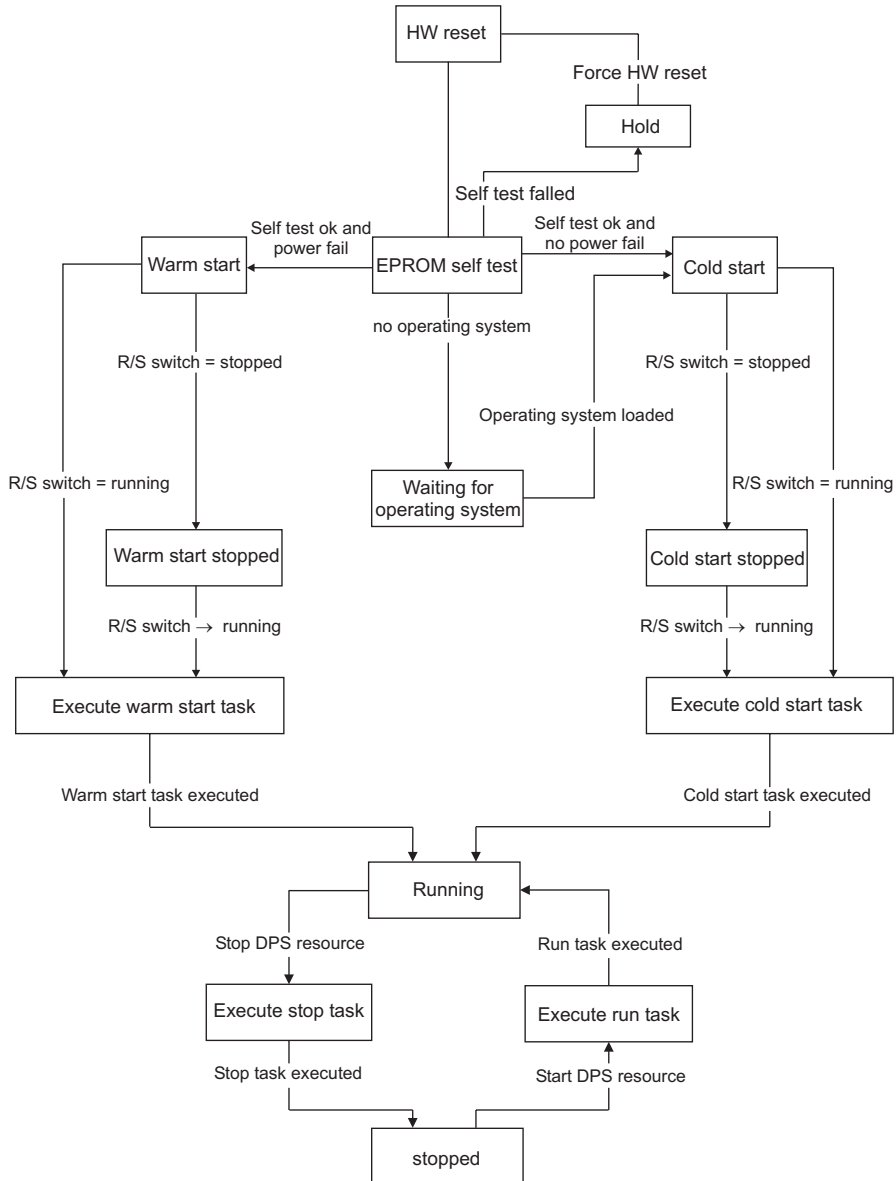 HW reset
Force HW reset
Hold
Self test falled
Self test ok and
power fail
Self test ok and
no power fail
Warm start
EPROM self test
Cold start
no operating system
R/S switch = stopped
R/S switch = stopped
Operating system loaded
R/S switch = running
Waiting for
operating system
R/S switch = running
Warm start stopped
Cold start stopped
R/S switch → running
R/S switch → running
Execute warm start task
Execute cold start task
Warm start task executed
Cold start task executed
Running
Stop DPS resource
Run task executed
Execute stop task
Execute run task
Stop task executed
Start DPS resource
stopped